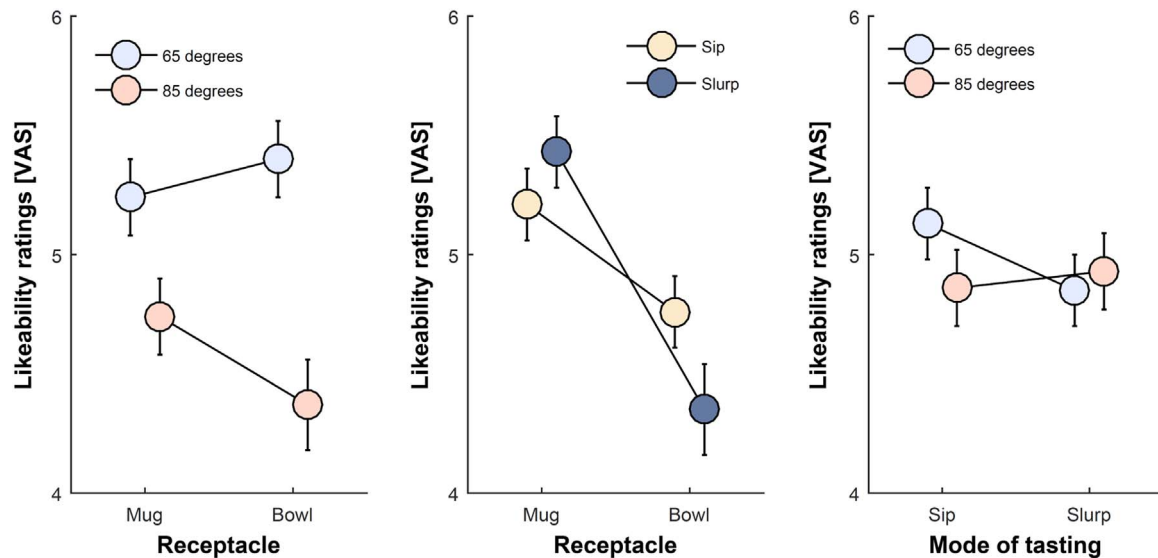 6
5
4
Likeability ratings [VAS]
65 degrees
85 degrees
Mug
Bowl
Receptacle
6
5
4
Likeability ratings [VAS]
Sip
Slurp
Mug
Bowl
Receptacle
6
5
4
Likeability ratings [VAS]
65 degrees
85 degrees
Sip
Slurp
Mode of tasting